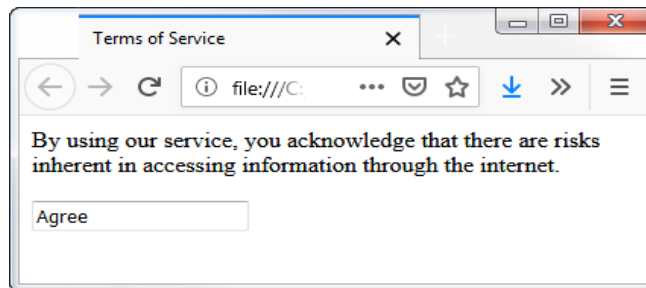 Terms of Service
file:///C:
By using our service, you acknowledge that there are risks
inherent in accessing information through the internet.
Agree